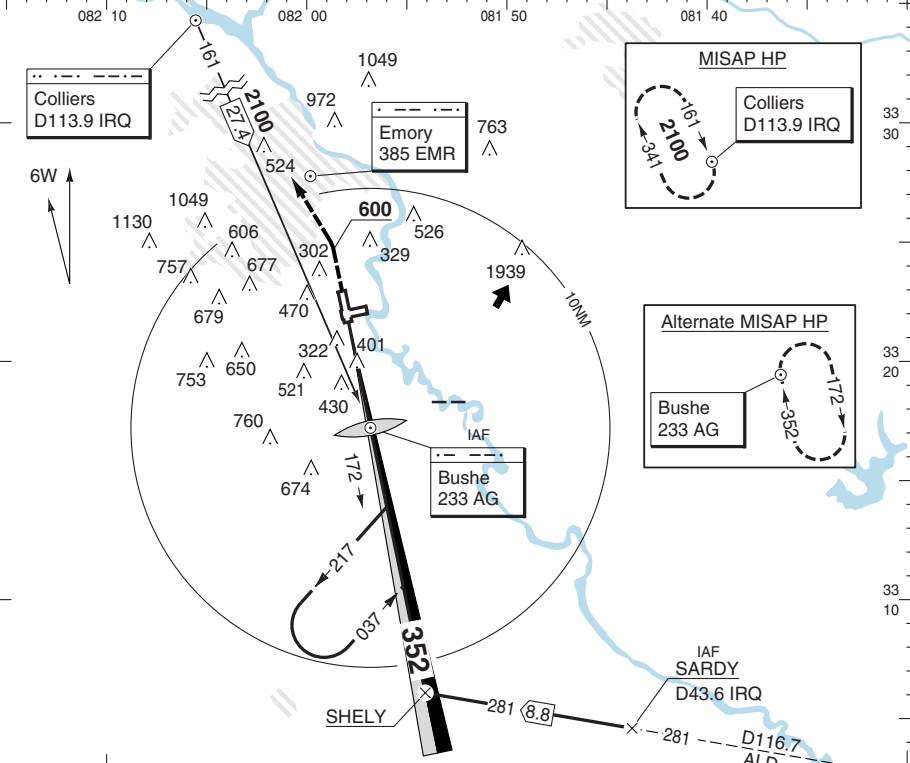 082 10
082 00
081 50
081 40
161
Colliers
D113.9 IRQ
2100
27.4
1049
972
Emory
385 EMR
763
MISAP HP
161
2100
341
Colliers
D113.9 IRQ
33
30
6W
524
1049
1130
606
600
526
302
329
757
677
1939
679
470
10NM
322
401
753
650
521
430
760
674
IAF
Bushe
233 AG
172
Alternate MISAP HP
172
352
Bushe
233 AG
33
20
217
037
352
33
10
IAF
SARDY
D43.6 IRQ
SHELY
281
8.8
281
D116.7
ALD